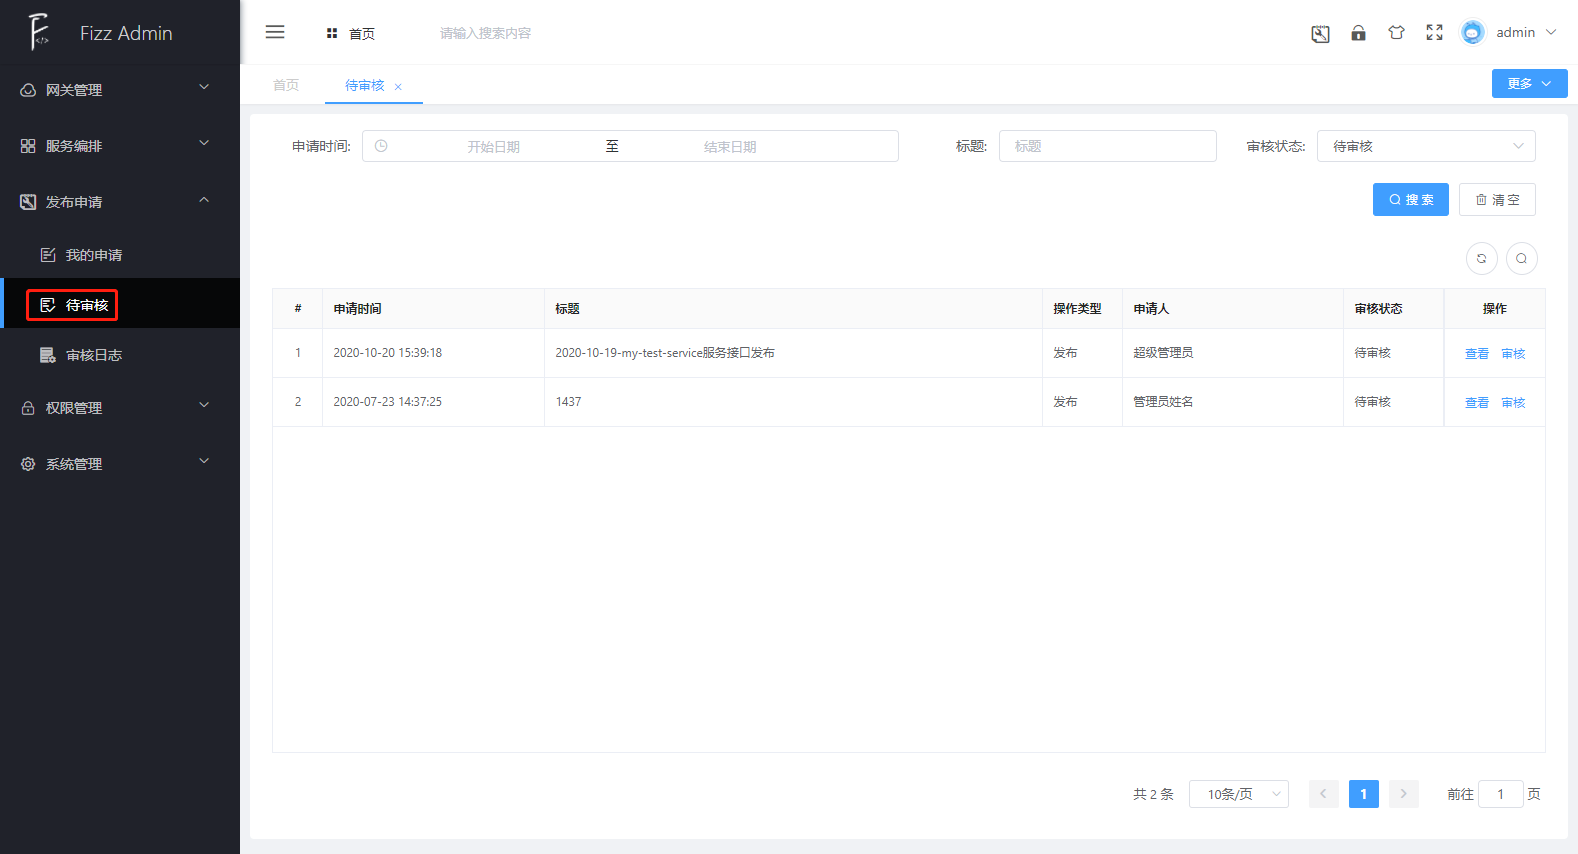 Fizz Admin
首页
请输入搜索内容
admin
网关管理
服务编排
发布申请
我的申请
待审核
审核日志
权限管理
系统管理
首页
待审核
更多
申请时间: 开始日期 至 结束日期
标题: 标题
审核状态: 待审核
搜索
清空
# 申请时间 标题 操作类型 申请人 审核状态 操作
1 2020-10-20 15:39:18 2020-10-19-my-test-service服务接口发布 发布 超级管理员 待审核 查看 审核
2 2020-07-23 14:37:25 1437 发布 管理员姓名 待审核 查看 审核
共 2 条 10条/页 1 前往 1 页